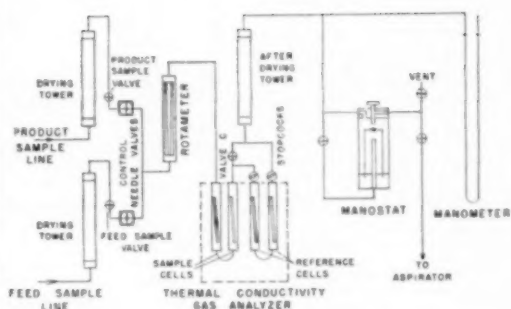 PRODUCT
SAMPLE
VALVE
DRYING
TOWER
PRODUCT
SAMPLE
LINE
CONTROL
NEEDLE VALVES
ROTAMETER
DRYING
TOWER
FEED SAMPLE
VALVE
FEED SAMPLE
LINE
AFTER
DRYING
TOWER
VALVE C
STOPCOCKS
SAMPLE
CELLS
REFERENCE
CELLS
THERMAL CONDUCTIVITY
GAS ANALYZER
VENT
MANOSTAT
MANOMETER
TO
ASPIRATOR